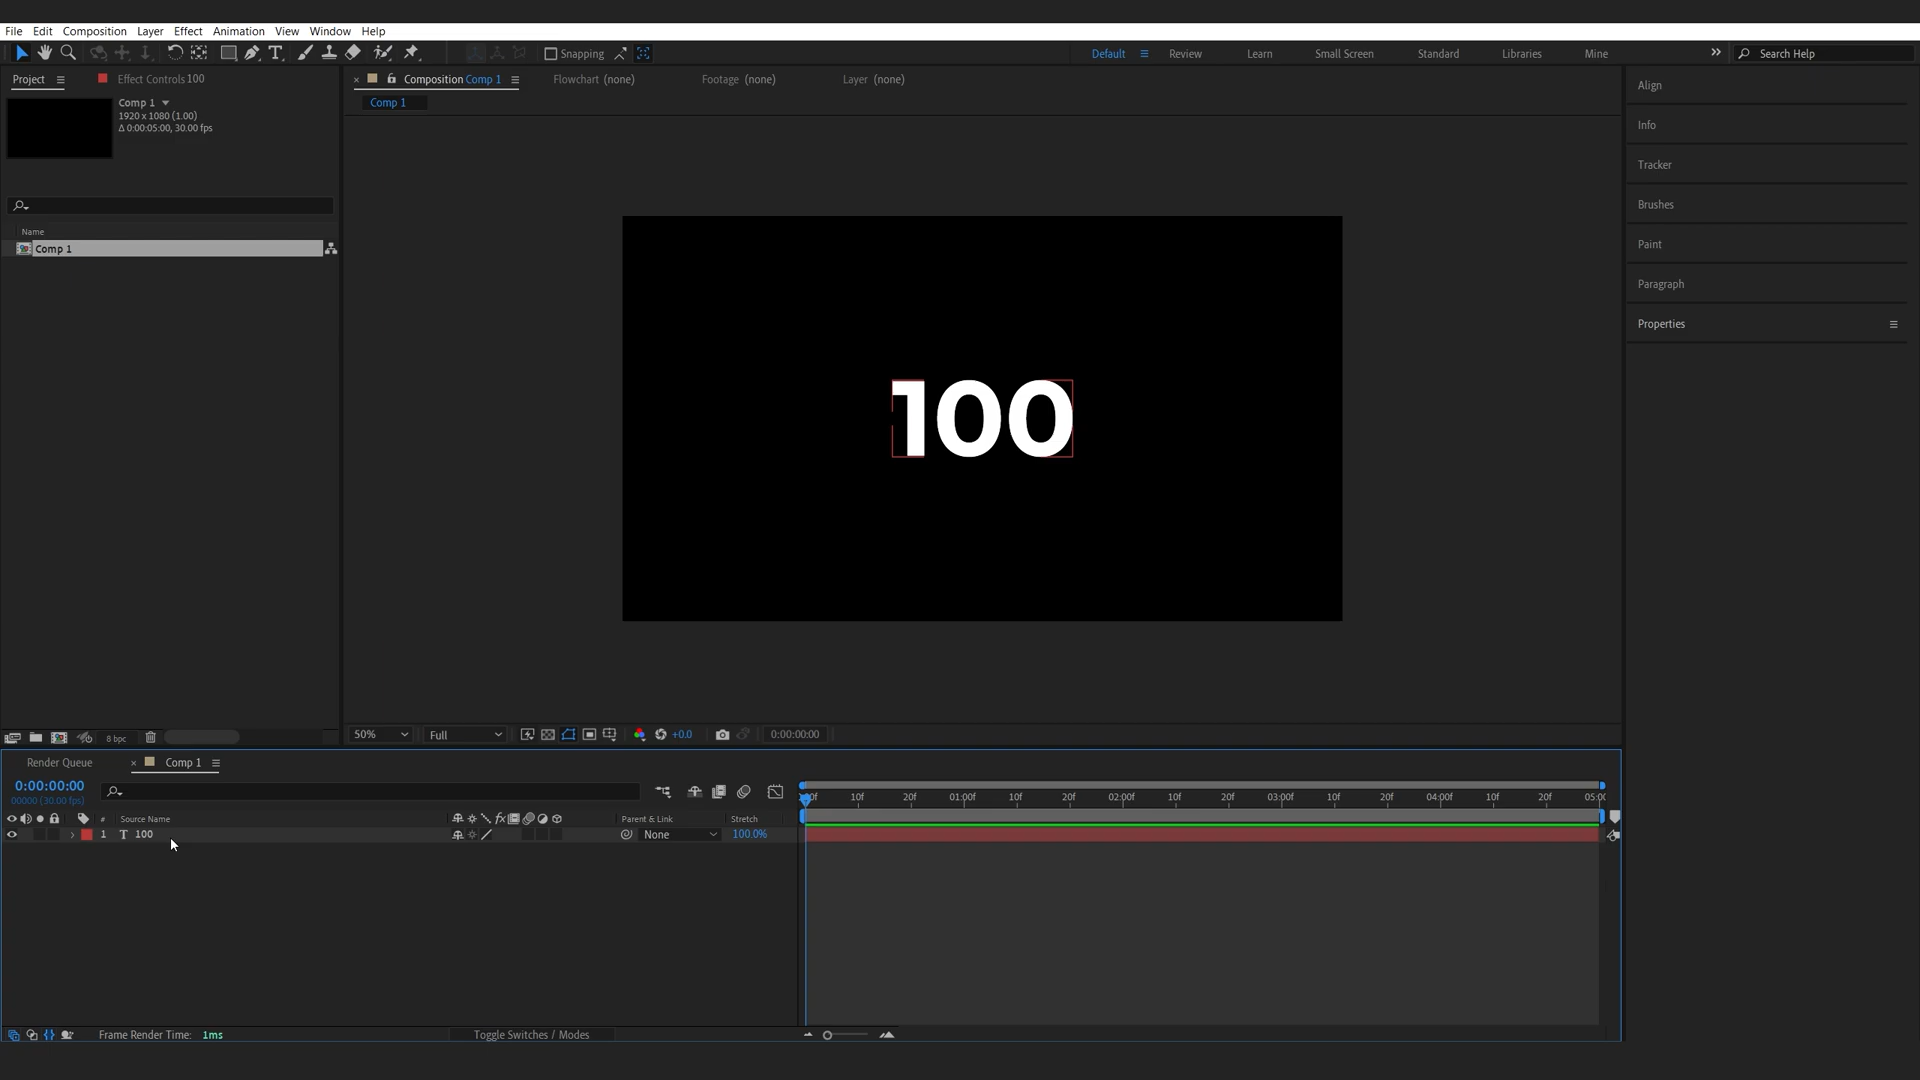 File Edit Composition Layer Effect Animation View Window Help
Snapping Default Review Learn Small Screen Standard Libraries Mine Search Help
Project Effect Controls 100 Composition Comp 1 Flowchart (none) Footage (none) Layer (none)
Comp 1
1920 x 1080 (1.00)
Δ 0:00:05:00, 30.00 fps
Comp 1
Name
Comp 1
100
Align
Info
Tracker
Brushes
Paint
Paragraph
Properties
8 bpc
50% Full +0.0 0:00:00:00
Render Queue Comp 1
0:00:00:00
00000 (30.00 fps)
10f 20f 01:00f 10f 20f 02:00f 10f 20f 03:00f 10f 20f 04:00f 10f 20f
# Source Name fx Parent & Link Stretch
1 T 100 None 100.0%
Frame Render Time: 1ms Toggle Switches / Modes